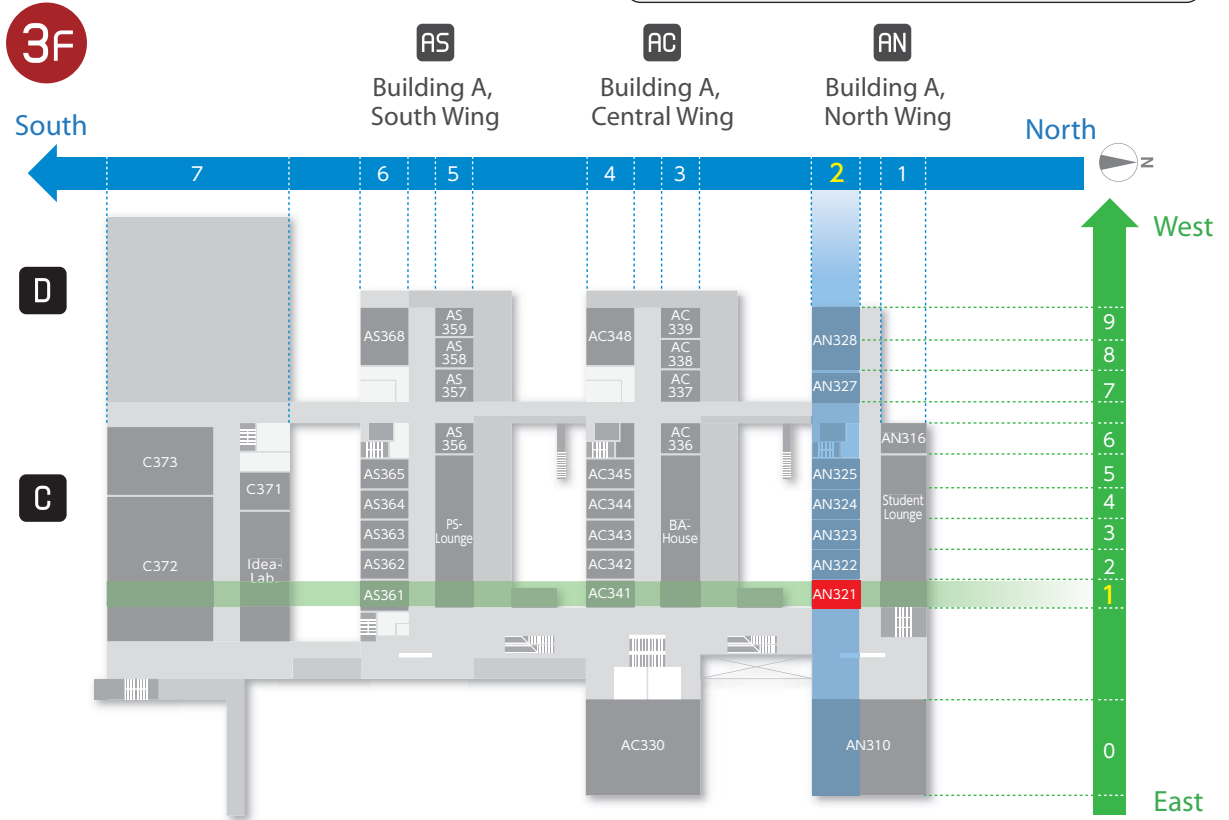 3F
AS
AC
AN
Building A,
South Wing
Building A,
Central Wing
Building A,
North Wing
South
North
7
6
5
4
3
2
1
N
West
D
C
AS368
AS
359
AS
358
AS
357
AC348
AC
339
AC
338
AC
337
AN328
AN327
9
8
7
C373
C371
C372
Idea-
Lab.
AS
356
AS365
AS364
AS363
AS362
AS361
PS-
Lounge
AC
336
AC345
AC344
AC343
AC342
AC341
BA-
House
AN325
AN324
AN323
AN322
AN321
AN316
Student
Lounge
6
5
4
3
2
1
AC330
AN310
0
East